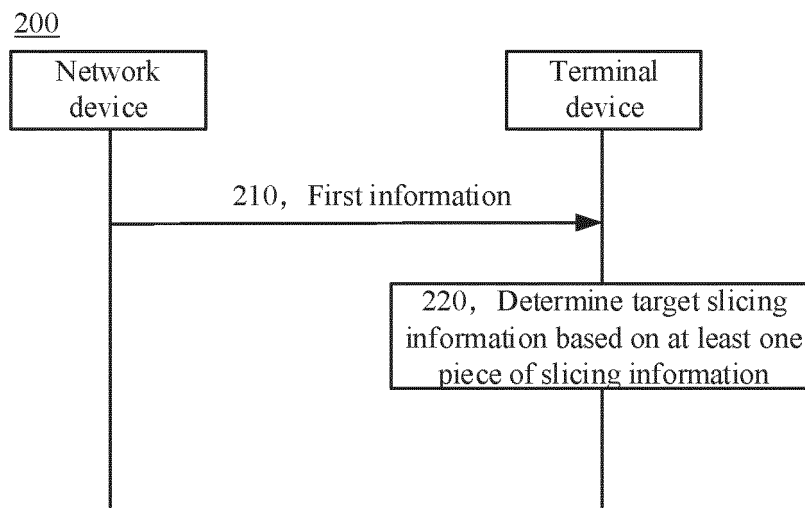 200
Network
device
Terminal
device
210, First information
220, Determine target slicing
information based on at least one
piece of slicing information